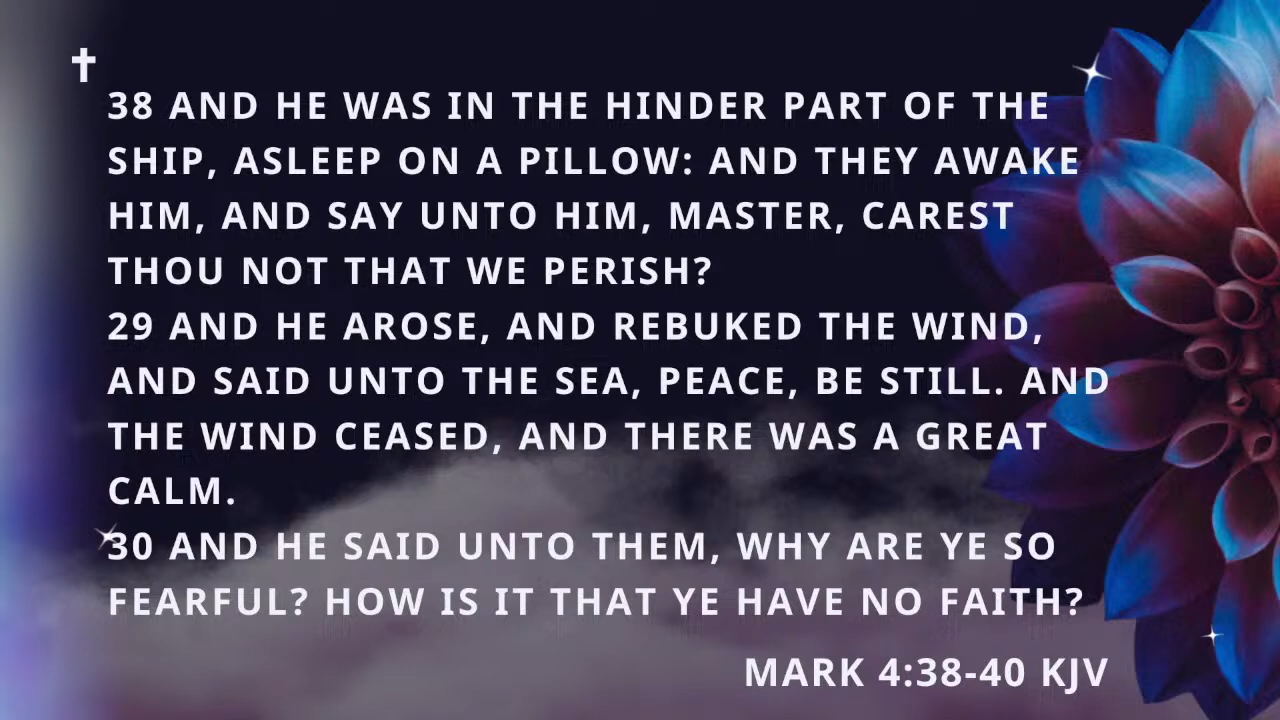 38 AND HE WAS IN THE HINDER PART OF THE
SHIP, ASLEEP ON A PILLOW: AND THEY AWAKE
HIM, AND SAY UNTO HIM, MASTER, CAREST
THOU NOT THAT WE PERISH?
29 AND HE AROSE, AND REBUKED THE WIND,
AND SAID UNTO THE SEA, PEACE, BE STILL. AND
THE WIND CEASED, AND THERE WAS A GREAT
CALM.
30 AND HE SAID UNTO THEM, WHY ARE YE SO
FEARFUL? HOW IS IT THAT YE HAVE NO FAITH?
MARK 4:38-40 KJV